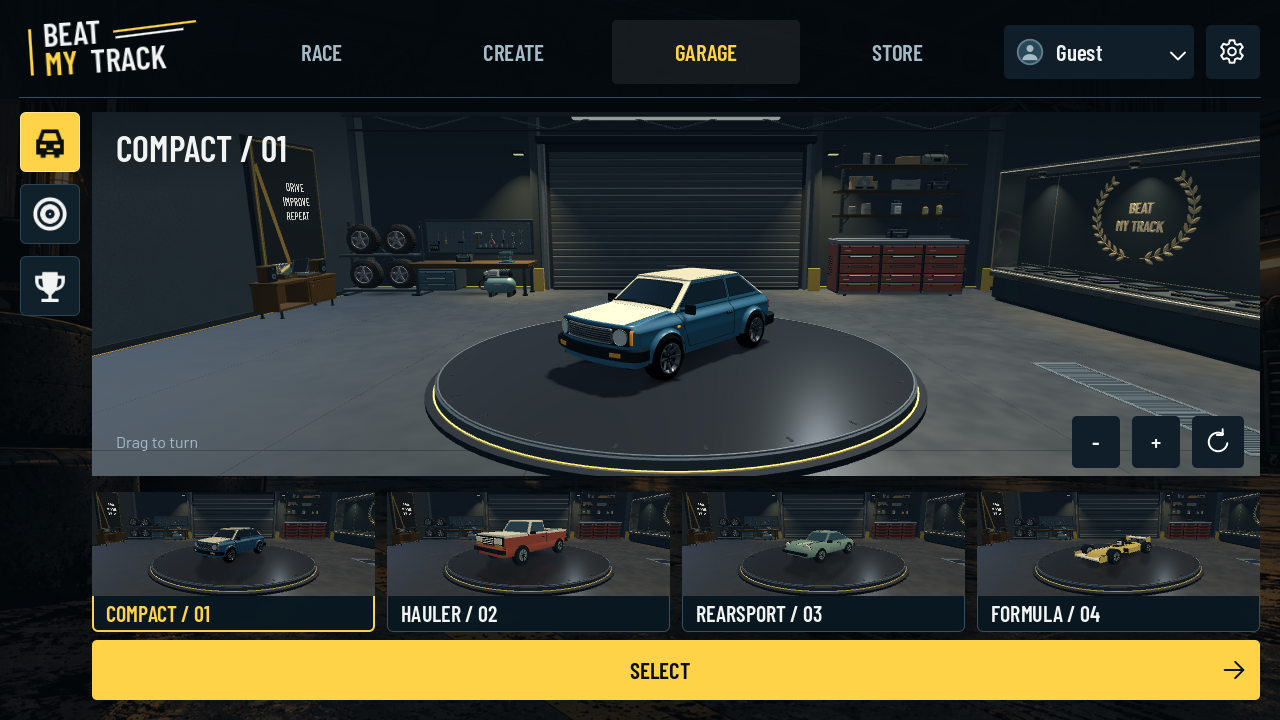 BEAT
MY TRACK
RACE
CREATE
GARAGE
STORE
Guest
COMPACT / 01
DRIVE
IMPROVE
REPEAT
BEAT
MY TRACK
Drag to turn
-
+
COMPACT / 01
HAULER / 02
REARSPORT / 03
FORMULA / 04
SELECT